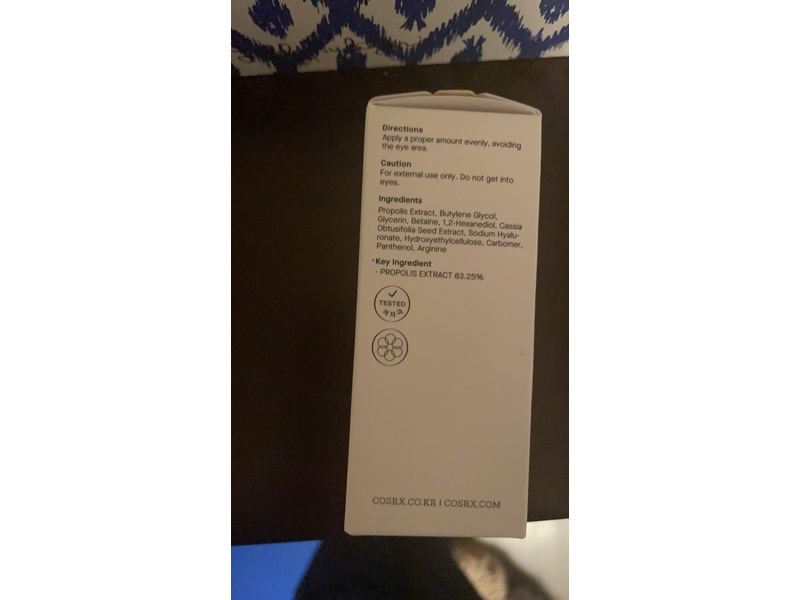 Directions
Apply a proper amount evenly, avoiding
the eye area.
Caution
For external use only. Do not get into
eyes.
Ingredients
Propolis Extract, Butylene Glycol,
Glycerin, Betaine, 1,2-Hexanediol, Cassia
Obtusifolia Seed Extract, Sodium Hyalu-
ronate, Hydroxyethylcellulose, Carbomer,
Panthenol, Arginine
•Key Ingredient
- PROPOLIS EXTRACT 83.25%
TESTED
COSRX.CO.KR I COSRX.COM